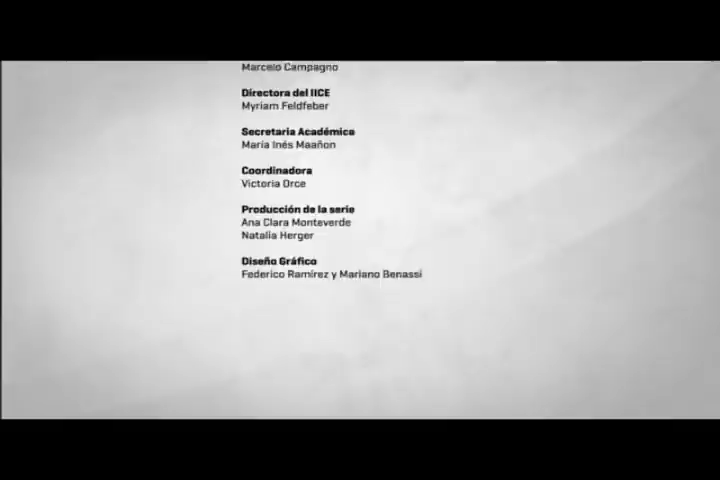 Marcelo Campagno
Directora del IICE
Myriam Feldfeber
Secretaria Académica
María Inés Maañon
Coordinadora
Victoria Orce
Producción de la serie
Ana Clara Monteverde
Natalia Herger
Diseño Gráfico
Federico Ramírez y Mariano Benassi